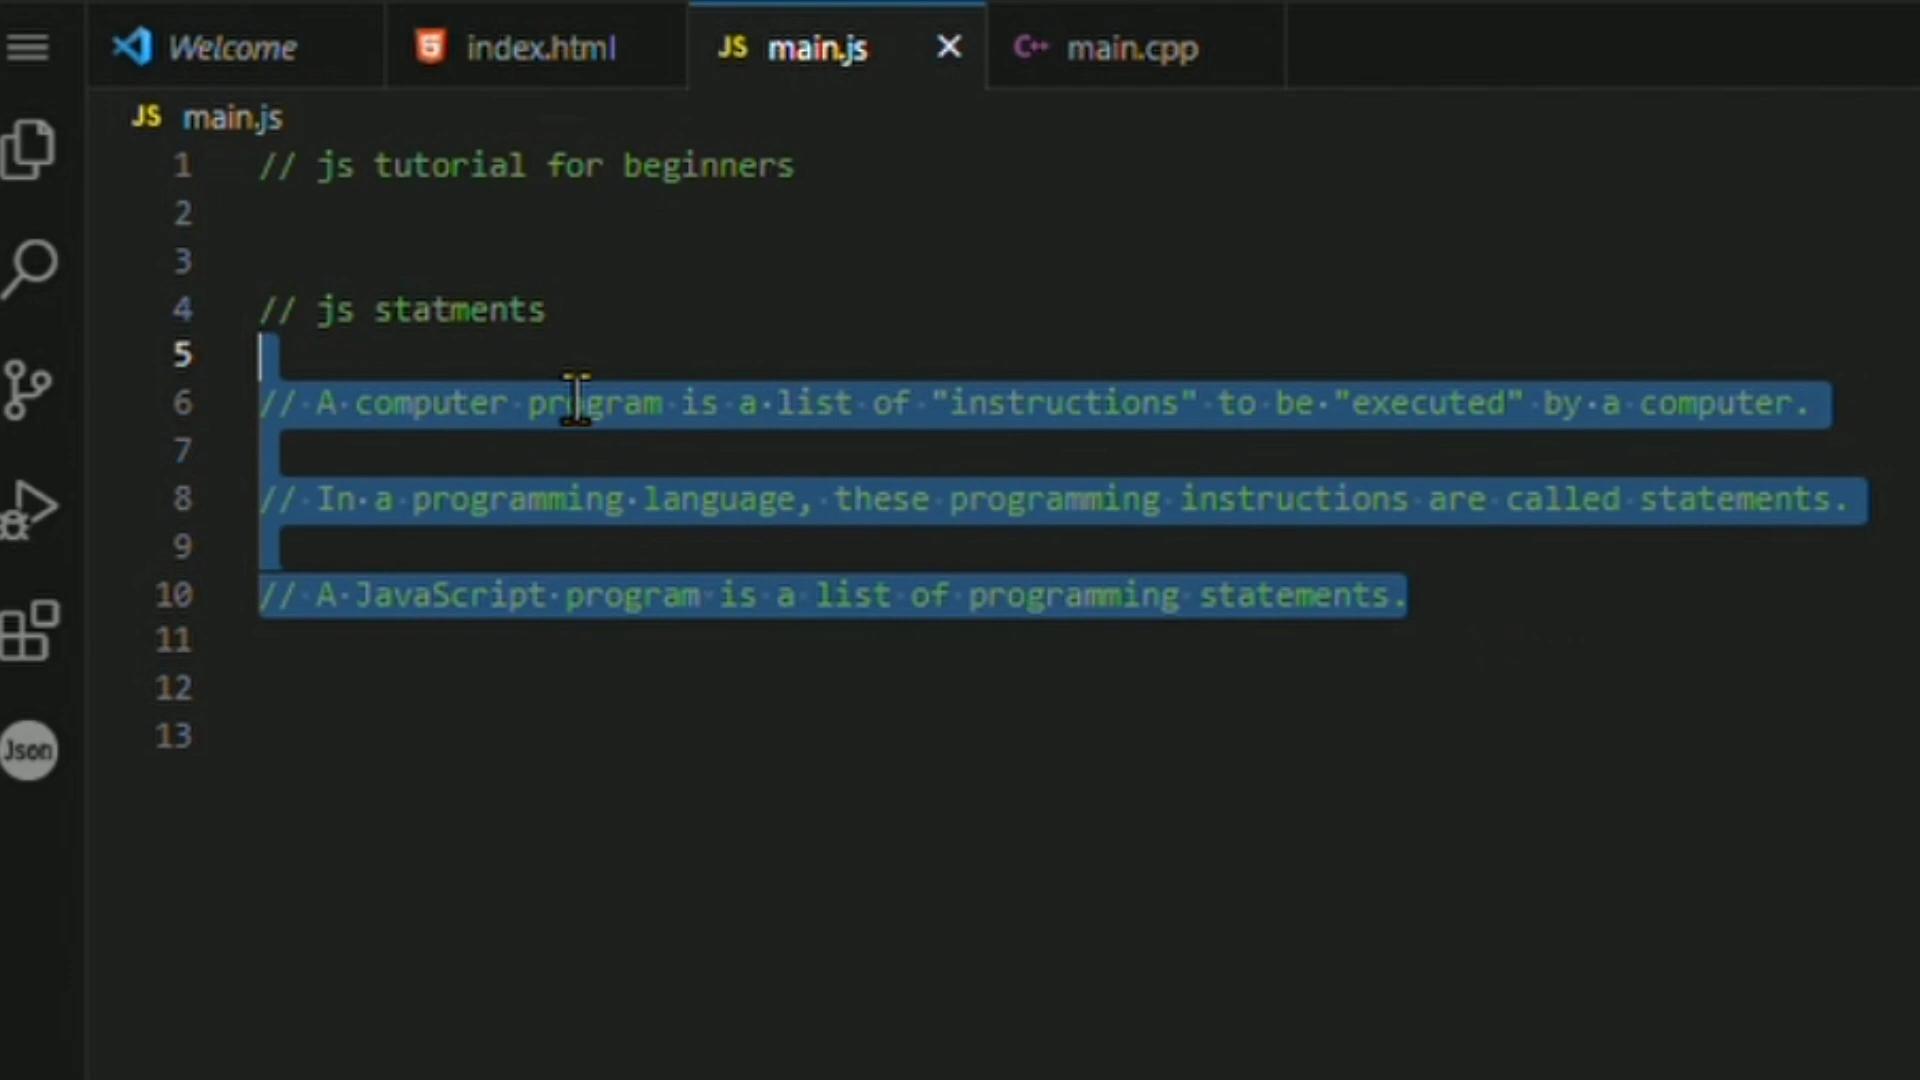 Welcome
index.html
JS main.js
C++ main.cpp
JS main.js
1 // js tutorial for beginners
2
3
4 // js statments
5
6 // A computer program is a list of "instructions" to be "executed" by a computer.
7
8 // In a programming language, these programming instructions are called statements.
9
10 // A JavaScript program is a list of programming statements.
11
12
13
Json